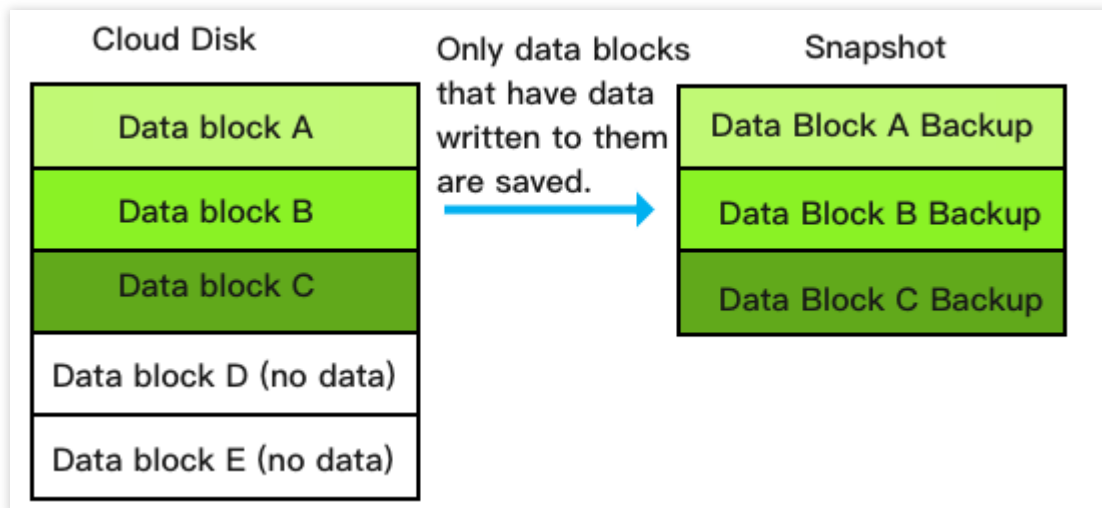 Cloud Disk
Data block A
Data block B
Data block C
Data block D (no data)
Data block E (no data)
Only data blocks
that have data
written to them
are saved.
Snapshot
Data Block A Backup
Data Block B Backup
Data Block C Backup